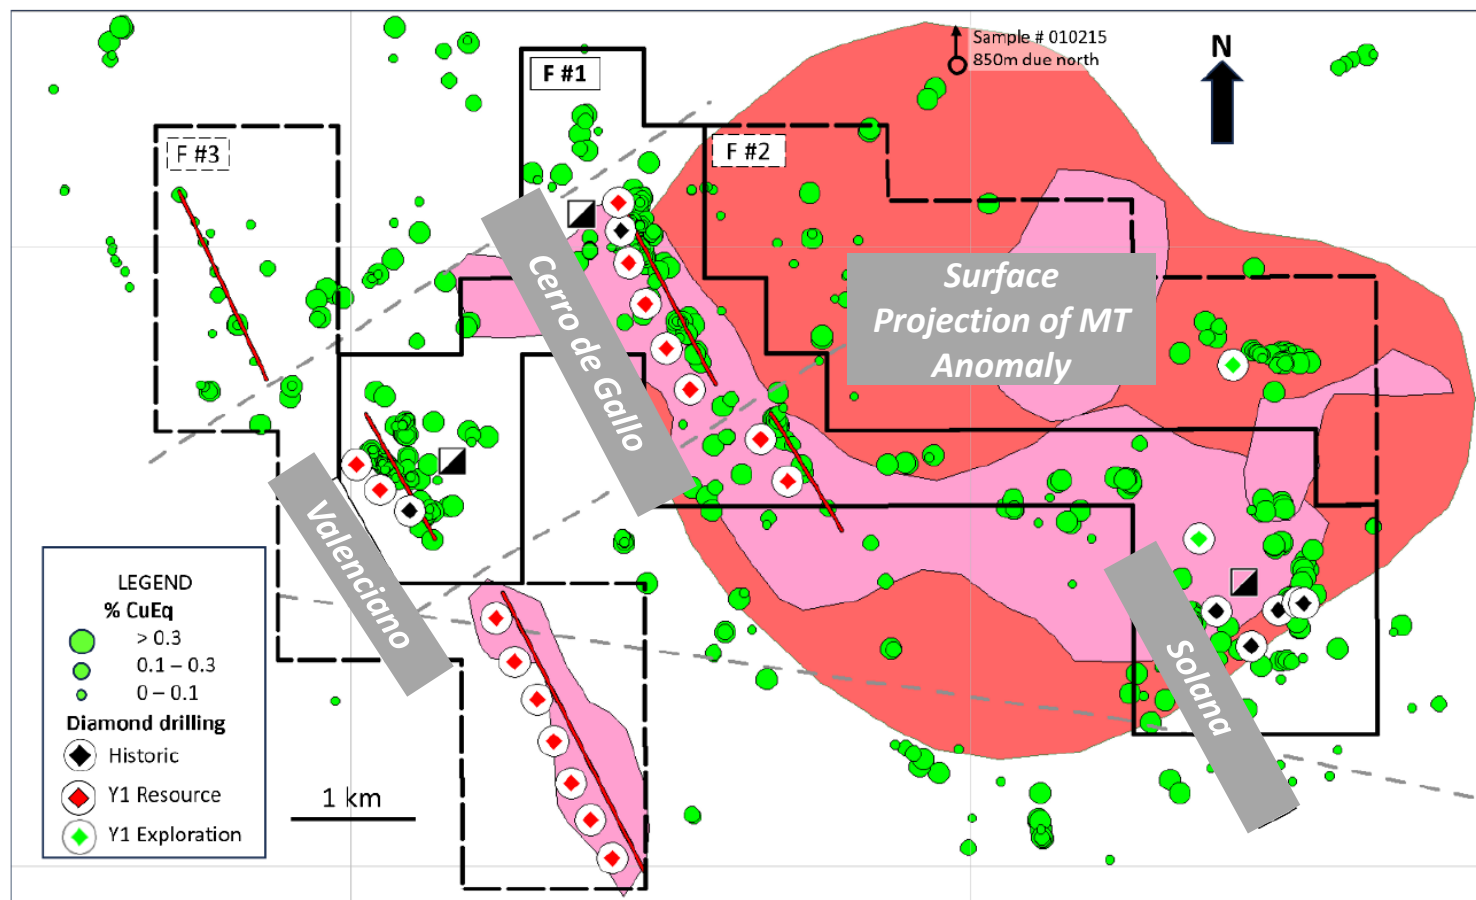 Sample # 010215
850m due north
N
F #1
F #2
F #3
Cerro de Gallo
Surface
Projection of MT
Anomaly
Valenciano
Solana
LEGEND
% CuEq
> 0.3
0.1 – 0.3
0 – 0.1
Diamond drilling
Historic
Y1 Resource
Y1 Exploration
1 km